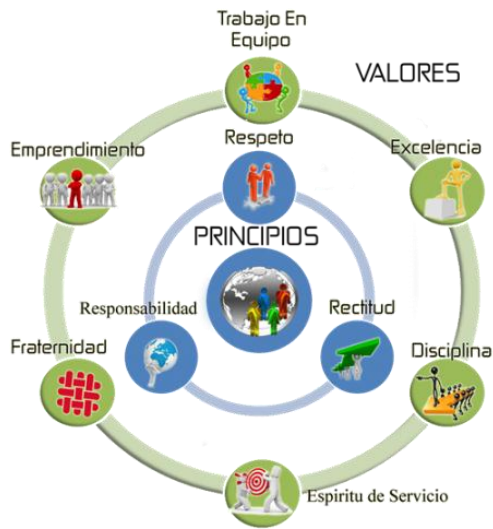 Trabajo En
Equipo
VALORES
Emprendimiento
Respeto
Excelencia
PRINCIPIOS
Responsabilidad
Rectitud
Fraternidad
Disciplina
Espiritu de Servicio